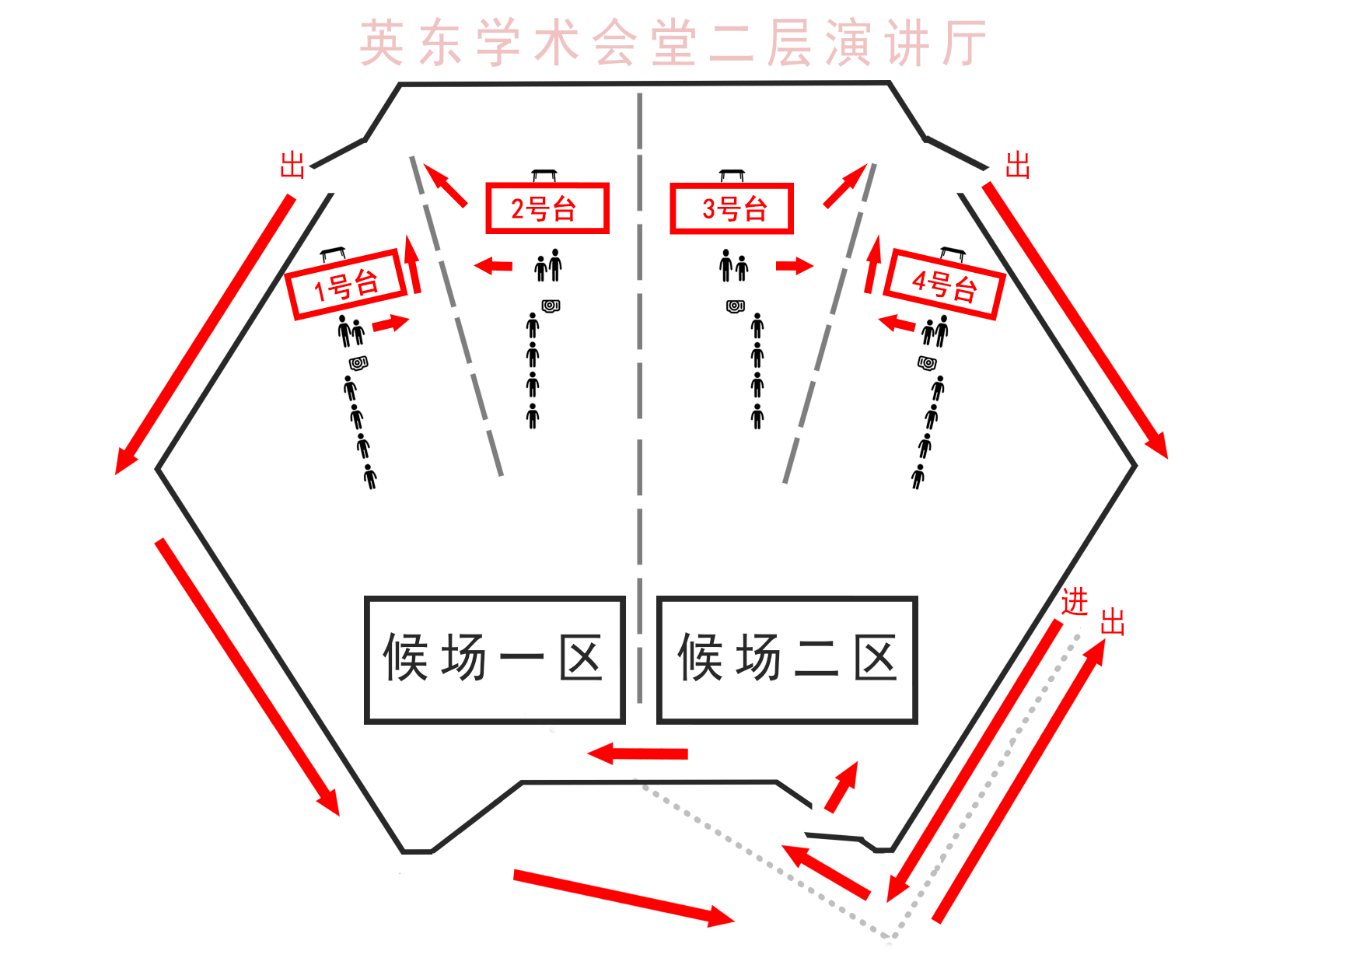 英东学术会堂二层演讲厅
出
出
2号台
3号台
1号台
4号台
进
出
候场一区
候场二区